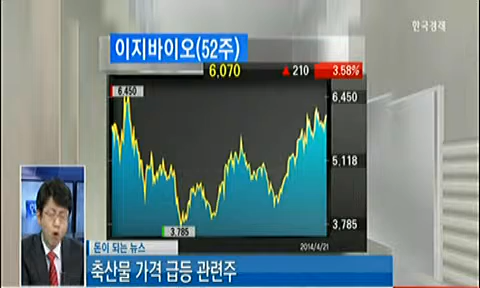 한국경제
이지바이오(52주)
6,070 ▲ 210 3.58%
6,450
6,450
5,118
3,785
3,785
2014/4/21
돈이 되는 뉴스
축산물 가격 급등 관련주